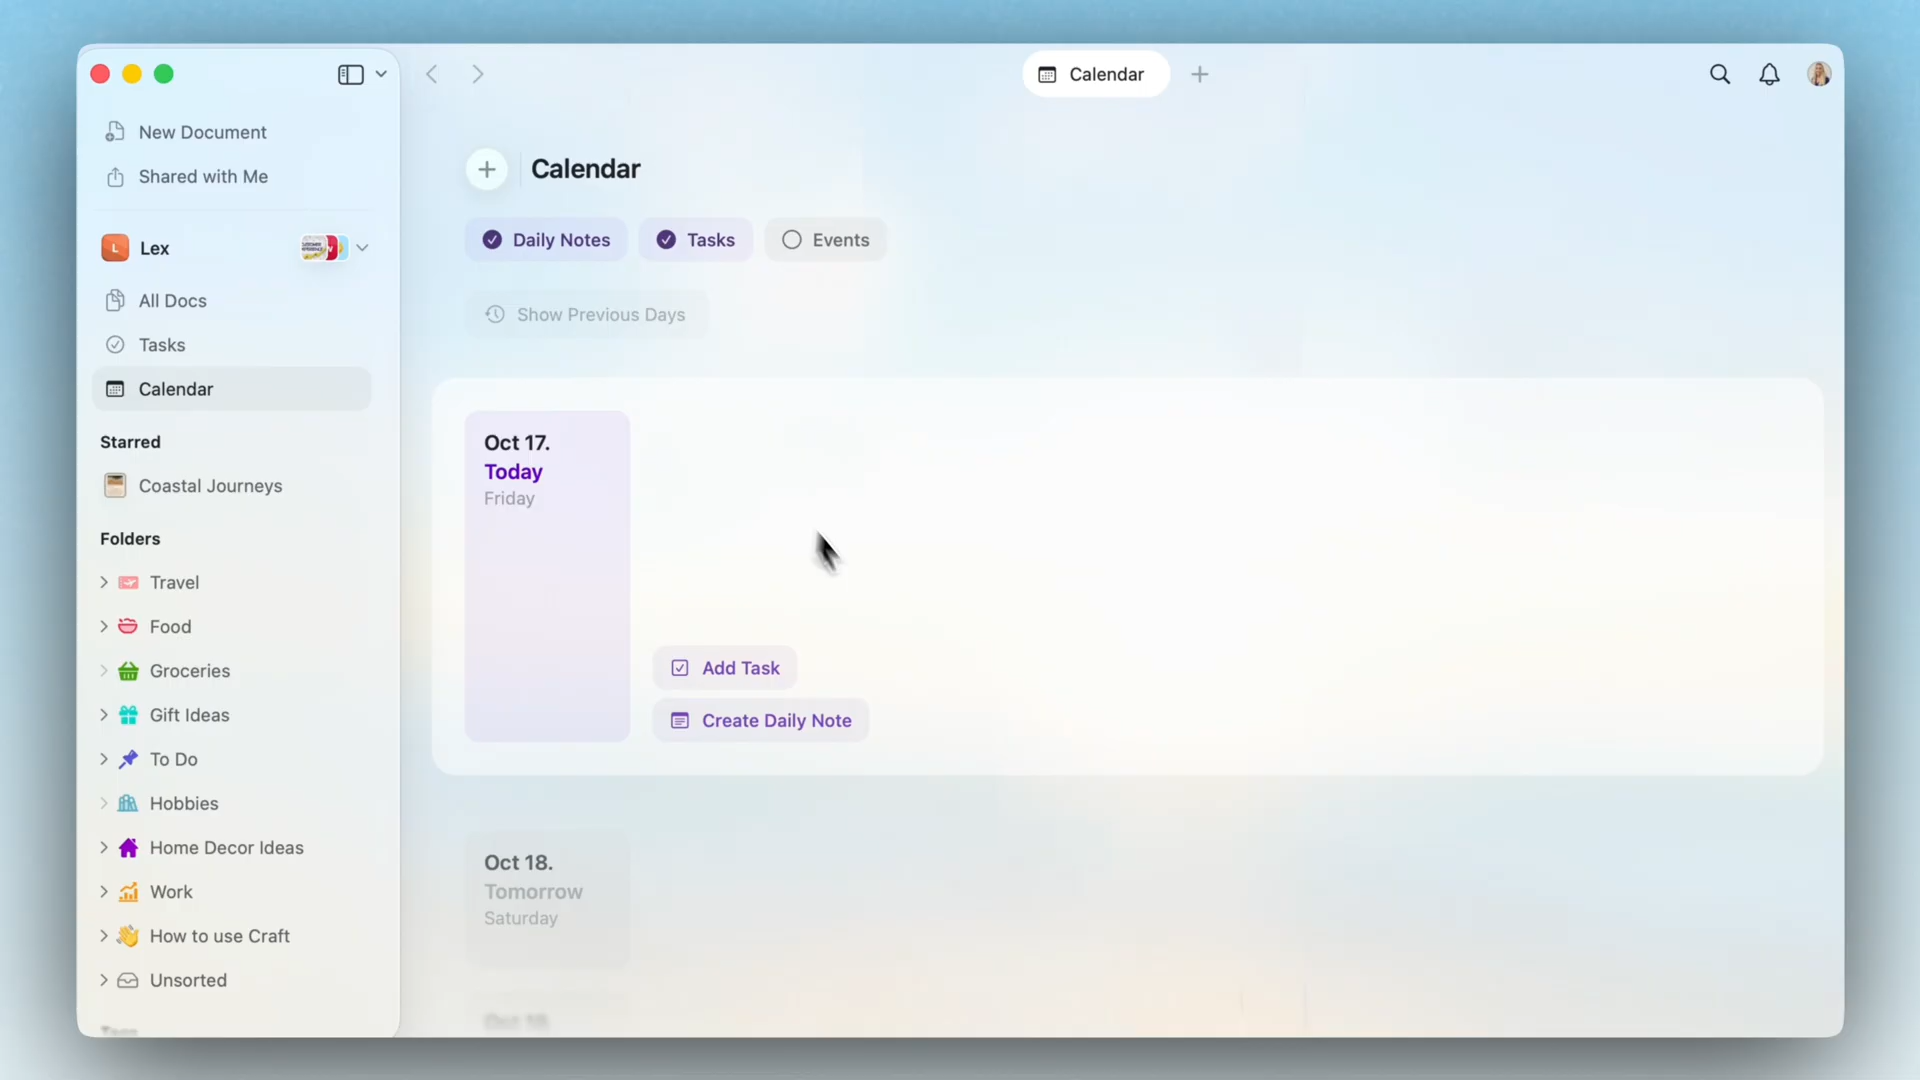 New Document
Shared with Me
L
Lex
All Docs
Tasks
Calendar
Starred
Coastal Journeys
Folders
Travel
Food
Groceries
Gift Ideas
To Do
Hobbies
Home Decor Ideas
Work
How to use Craft
Unsorted
Tags
Calendar
Calendar
Daily Notes
Tasks
Events
Show Previous Days
Oct 17.
Today
Friday
Add Task
Create Daily Note
Oct 18.
Tomorrow
Saturday